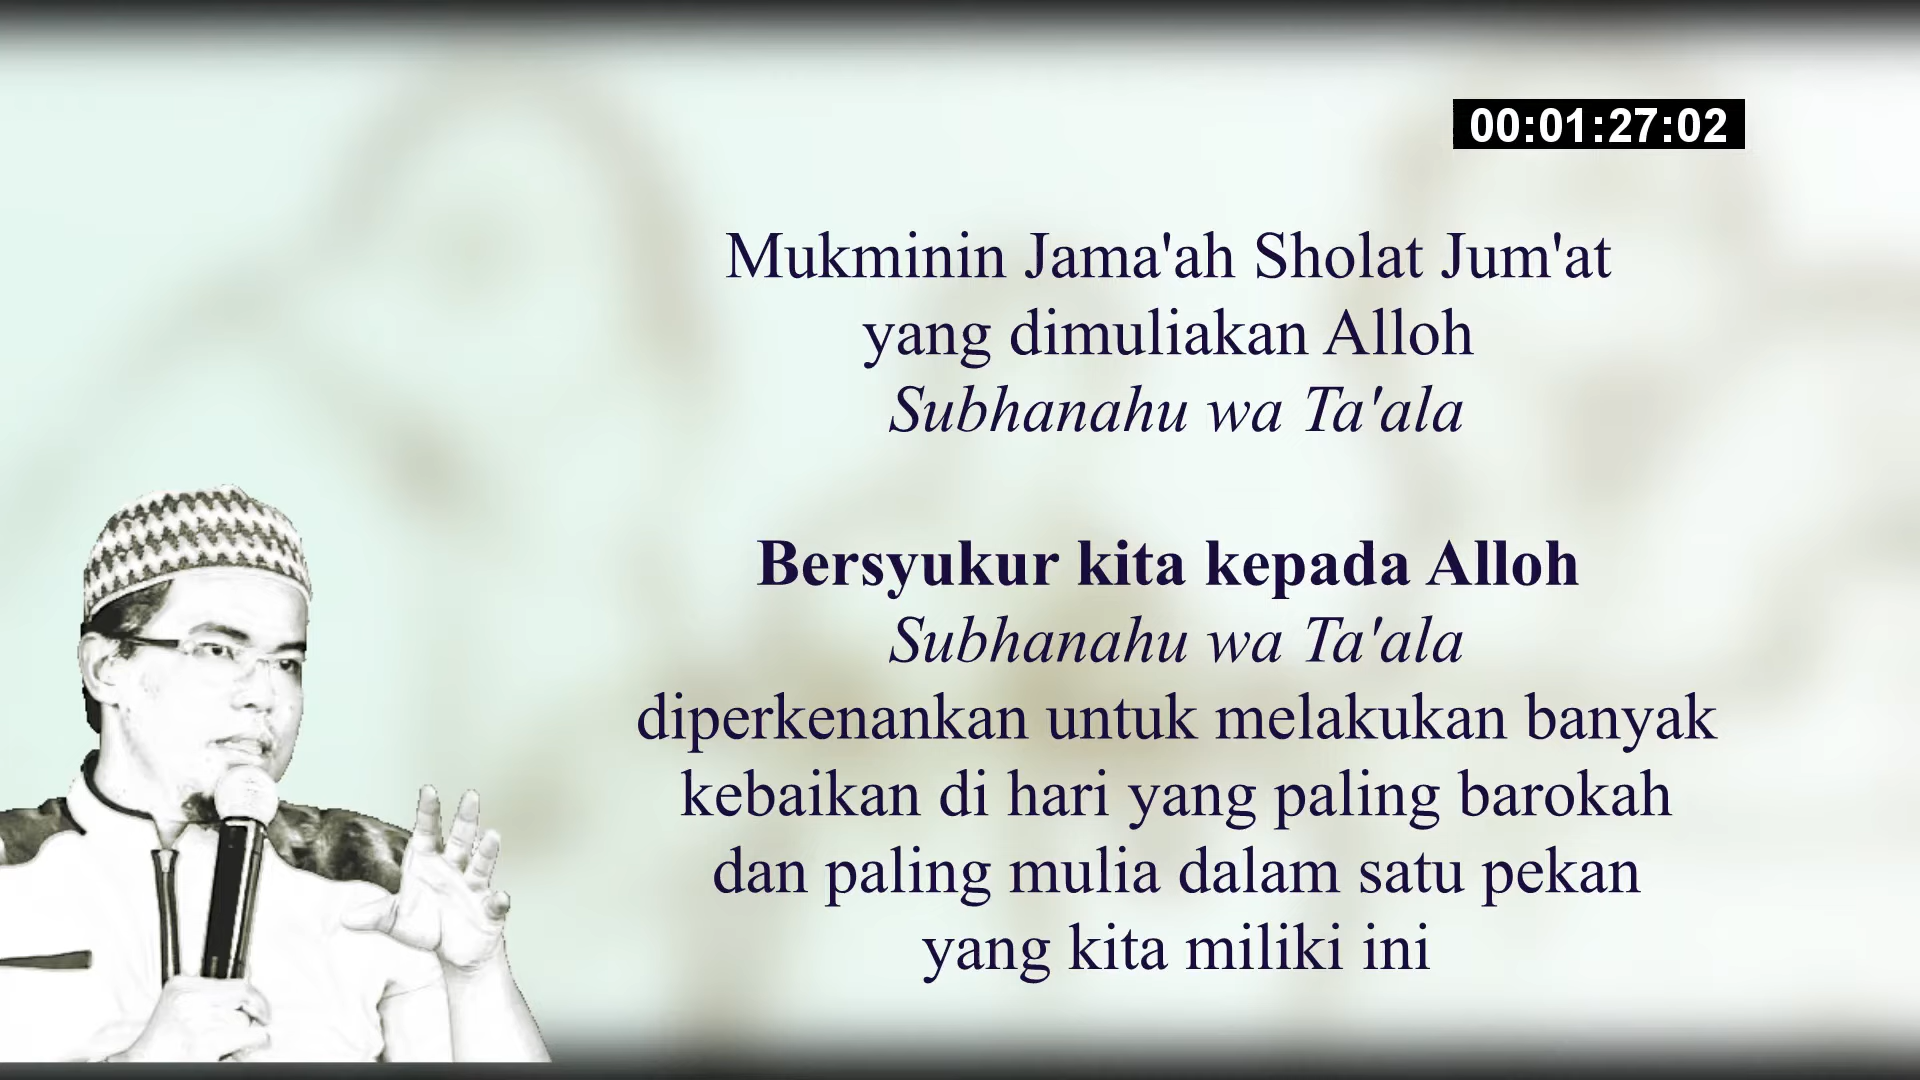 00:01:27:02
Mukminin Jama'ah Sholat Jum'at
yang dimuliakan Alloh
Subhanahu wa Ta'ala
Bersyukur kita kepada Alloh
Subhanahu wa Ta'ala
diperkenankan untuk melakukan banyak
kebaikan di hari yang paling barokah
dan paling mulia dalam satu pekan
yang kita miliki ini